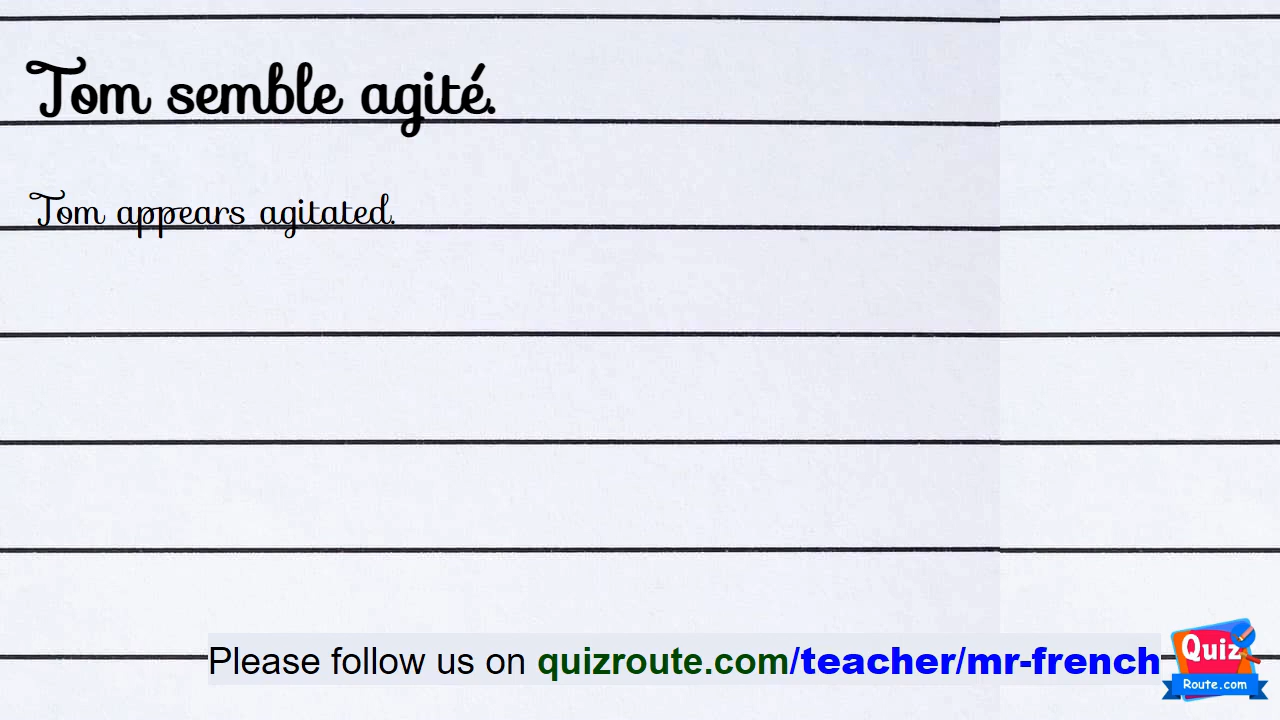 Tom semble agité.
Tom appears agitated.
Please follow us on quizroute.com/teacher/mr-french
Quiz
Route.com